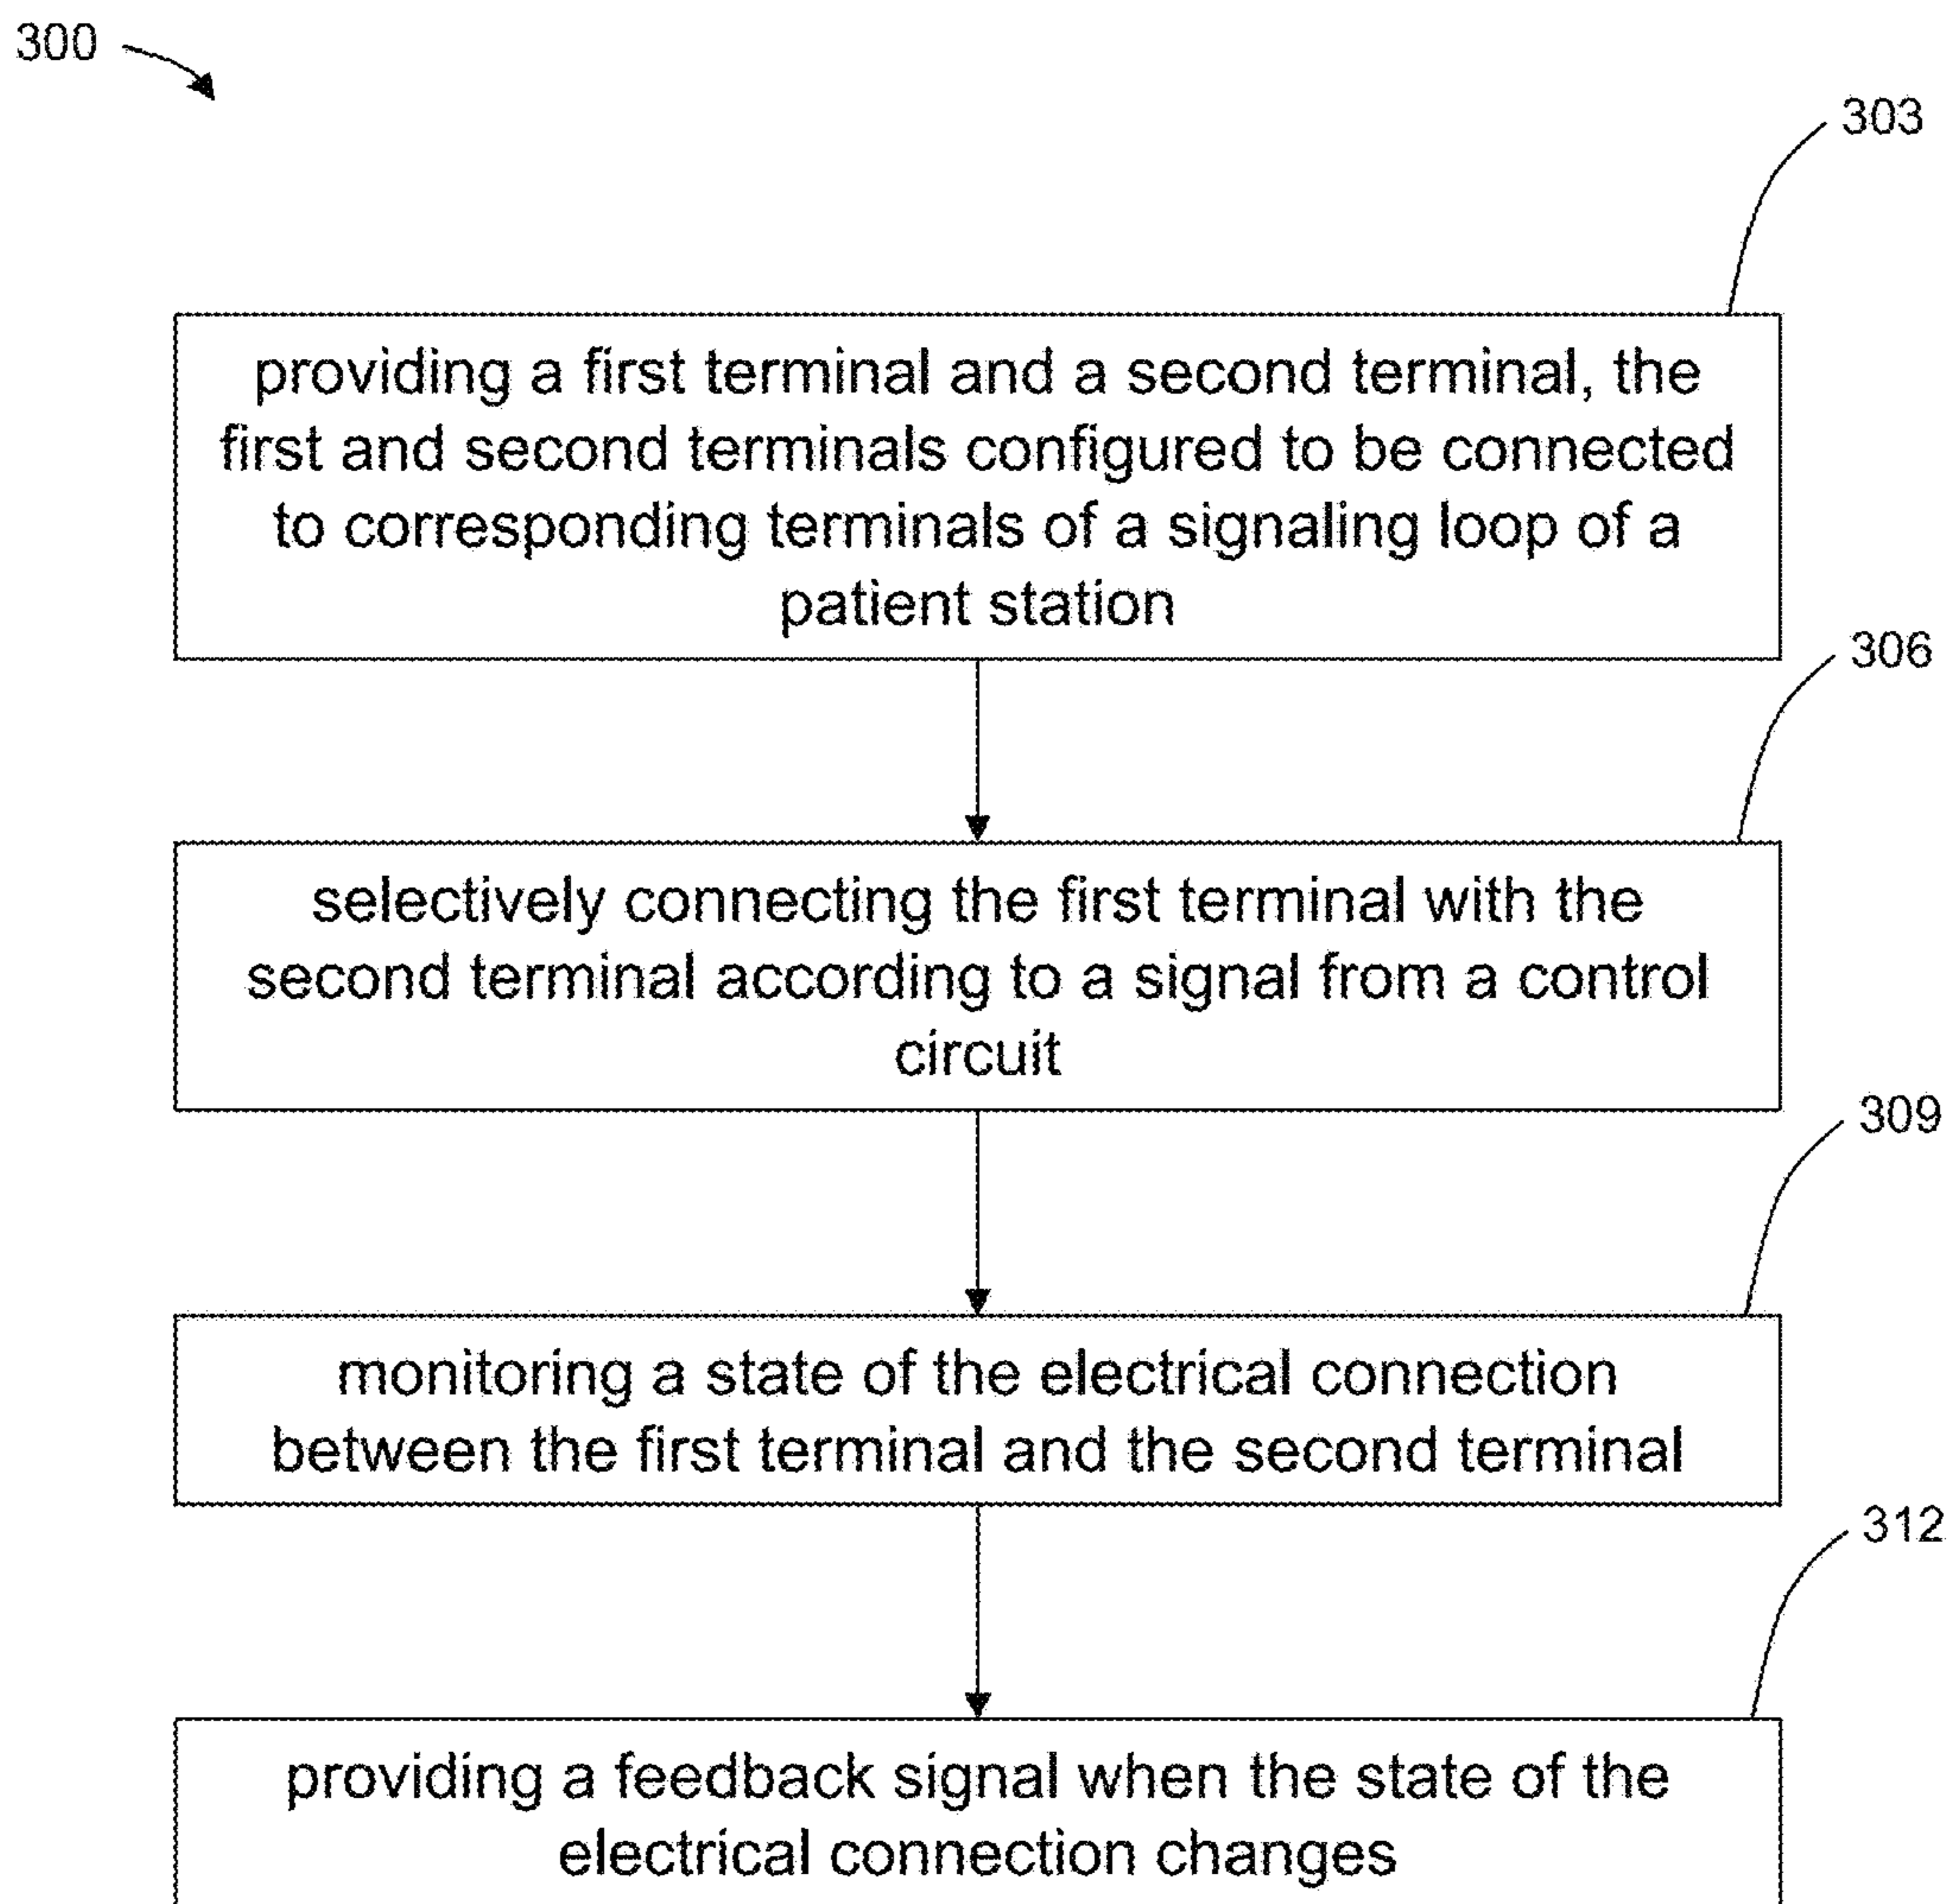 300
303
providing a first terminal and a second terminal, the
first and second terminals configured to be connected
to corresponding terminals of a signaling loop of a
patient station
306
selectively connecting the first terminal with the
second terminal according to a signal from a control
circuit
309
monitoring a state of the electrical connection
between the first terminal and the second terminal
312
providing a feedback signal when the state of the
electrical connection changes